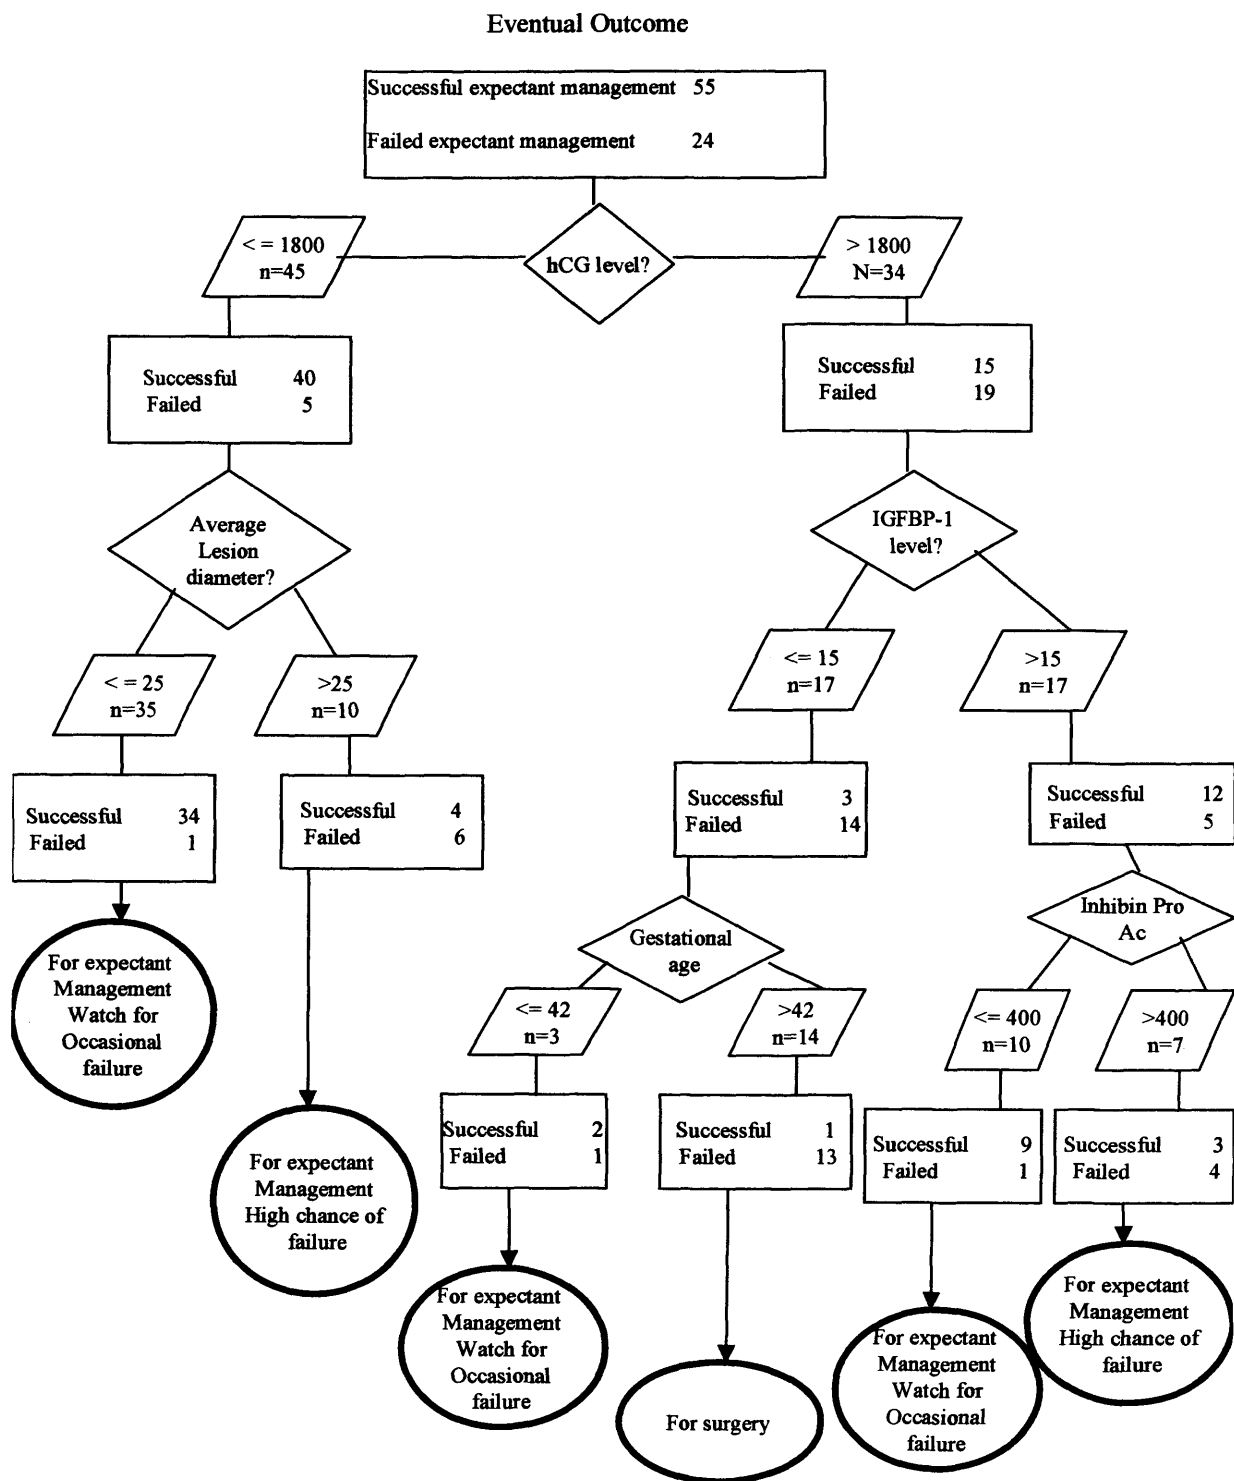 Eventual Outcome
Successful expectant management 55
Failed expectant management 24
< = 1800
n=45
hCG level?
> 1800
N=34
Successful 40
Failed 5
Successful 15
Failed 19
Average
Lesion
diameter?
IGFBP-1
level?
< = 25
n=35
>25
n=10
<= 15
n=17
>15
n=17
Successful 34
Failed 1
Successful 4
Failed 6
Successful 3
Failed 14
Successful 12
Failed 5
For expectant
Management
Watch for
Occasional
failure
Gestational
age
Inhibin Pro
Ac
<= 42
n=3
>42
n=14
<= 400
n=10
>400
n=7
For expectant
Management
High chance of
failure
Successful 2
Failed 1
Successful 1
Failed 13
Successful 9
Failed 1
Successful 3
Failed 4
For expectant
Management
Watch for
Occasional
failure
For surgery
For expectant
Management
Watch for
Occasional
failure
For expectant
Management
High chance of
failure